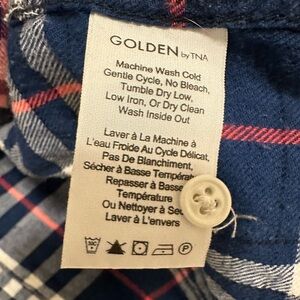 GOLDEN by TNA
Machine Wash Cold
Gentle Cycle, No Bleach,
Tumble Dry Low,
Low Iron, Or Dry Clean
Wash Inside Out
Laver à La Machine à
L'eau Froide Au Cycle Délicat,
Pas De Blanchiment,
Sécher à Basse
Repasser à Basse
Température
Ou Nettoyer à
Laver à L'envers